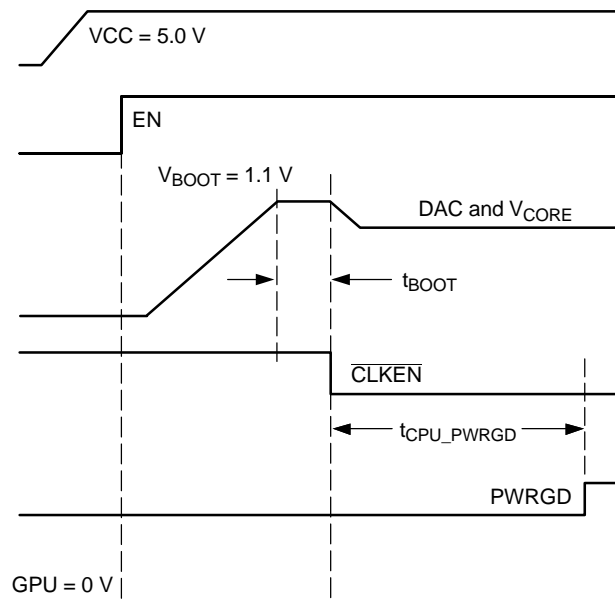 VCC = 5.0 V
EN
VBOOT = 1.1 V
DAC and VCORE
tBOOT
CLKEN
tCPU_PWRGD
PWRGD
GPU = 0 V